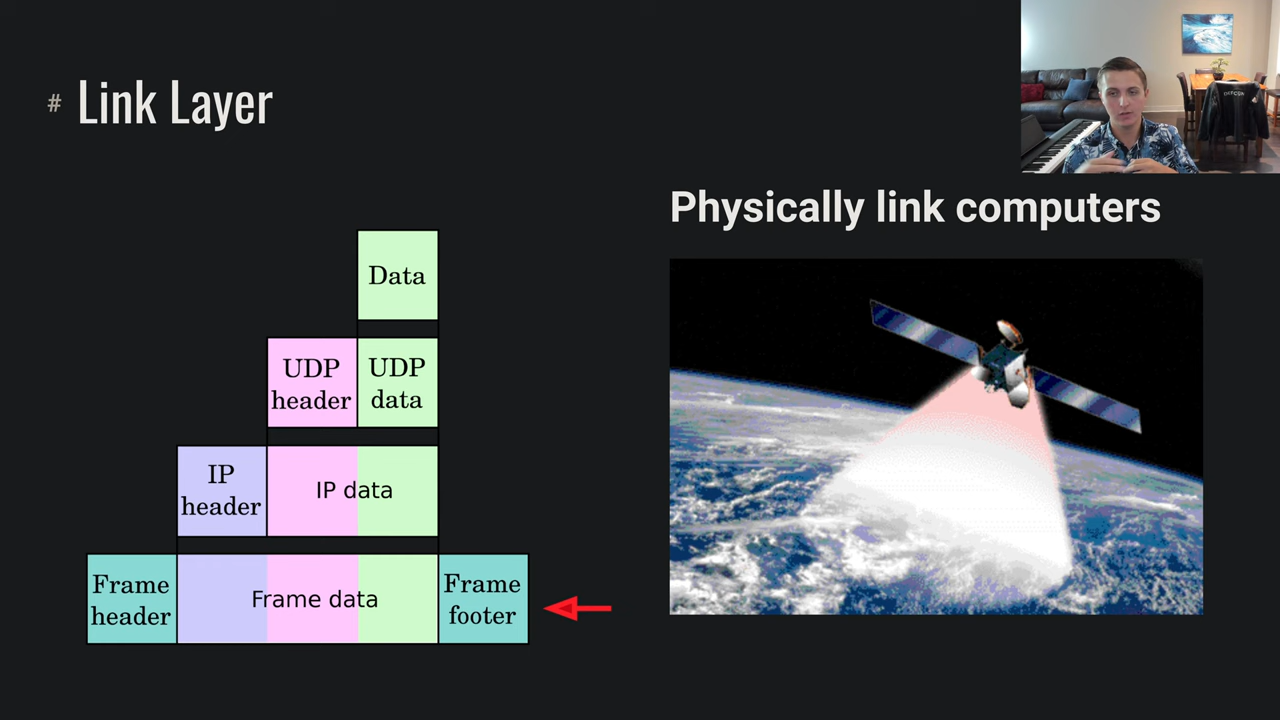 # Link Layer
Physically link computers
Data
UDP
header
UDP
data
IP
header
IP data
Frame
header
Frame data
Frame
footer
DEFCON